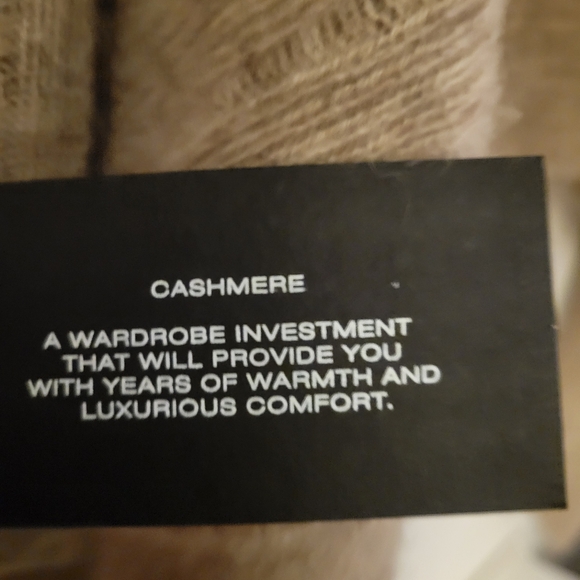 CASHMERE
A WARDROBE INVESTMENT
THAT WILL PROVIDE YOU
WITH YEARS OF WARMTH AND
LUXURIOUS COMFORT.